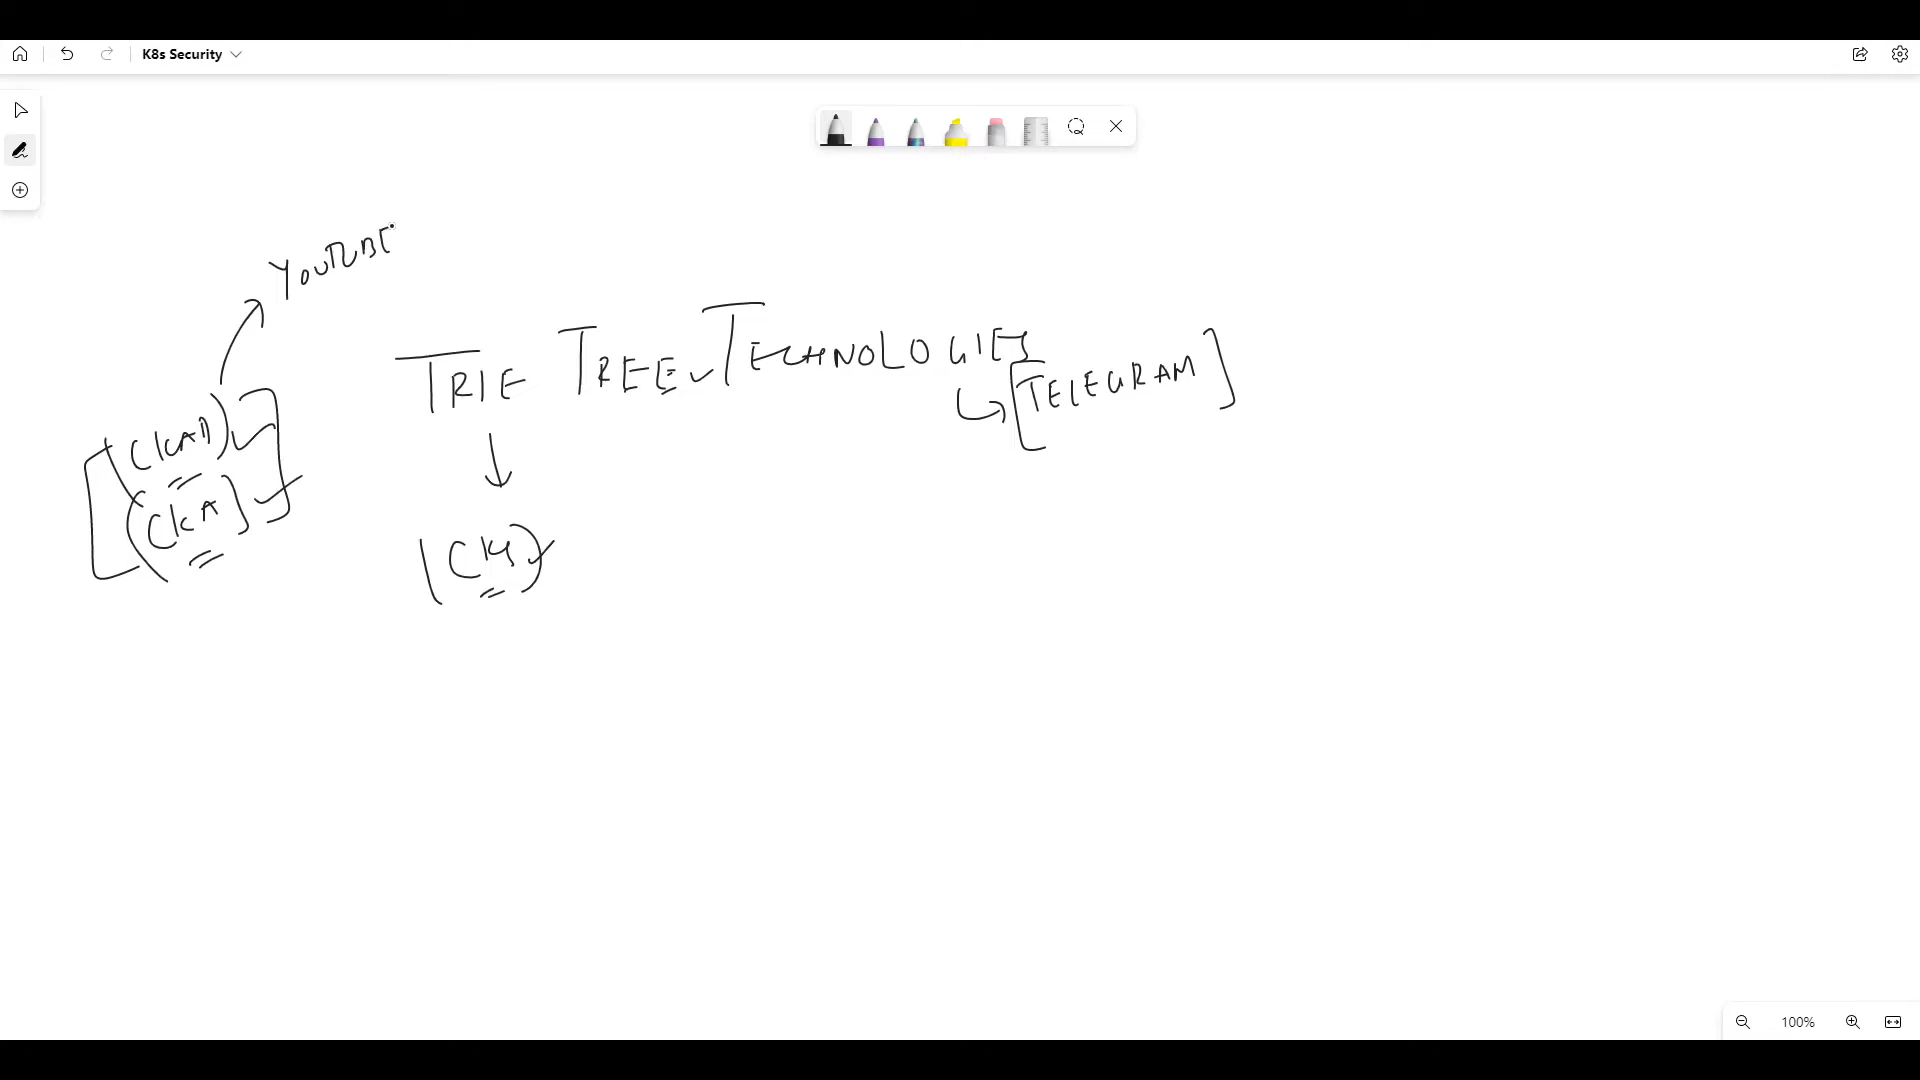 K8s Security
YOUTUBE
TRIE TREE TECHNOLOGIES
[TELEGRAM]
(CKAD)
(CKA)
(CKS)
100%